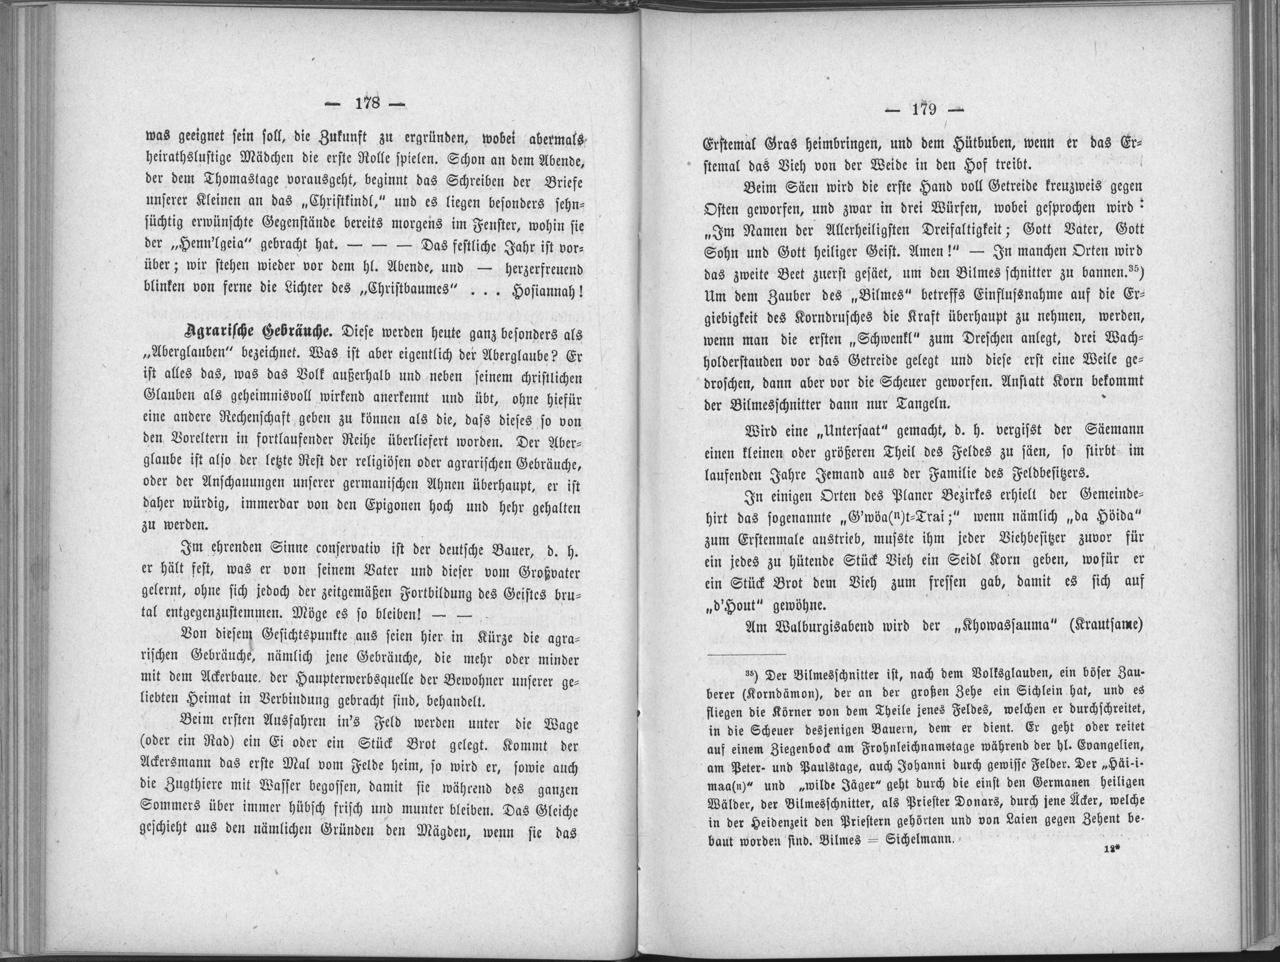 — 178 —
was geeignet sein soll, die Zukunft zu ergründen, wobei abermals
heirathslustige Mädchen die erste Rolle spielen. Schon an dem Abende,
der dem Thomastage vorausgeht, beginnt das Schreiben der Briefe
unserer Kleinen an das „Christkindl,“ und es liegen besonders sehn-
süchtig erwünschte Gegenstände bereits morgens im Fenster, wohin sie
der „Henn'lgeia“ gebracht hat. — — — Das festliche Jahr ist vor-
über; wir stehen wieder vor dem hl. Abende, und — herzerfreuend
blinken von ferne die Lichter des „Christbaumes“ . . . Hosiannah!
Agrarische Gebräuche. Diese werden heute ganz besonders als
„Aberglauben“ bezeichnet. Was ist aber eigentlich der Aberglaube? Er
ist alles das, was das Volk außerhalb und neben seinem christlichen
Glauben als geheimnisvoll wirkend anerkennt und übt, ohne hiefür
eine andere Rechenschaft geben zu können als die, dass dieses so von
den Voreltern in fortlaufender Reihe überliefert worden. Der Aber-
glaube ist also der letzte Rest der religiösen oder agrarischen Gebräuche,
oder der Anschauungen unserer germanischen Ahnen überhaupt, er ist
daher würdig, immerdar von den Epigonen hoch und hehr gehalten
zu werden.
Im ehrenden Sinne conservativ ist der deutsche Bauer, d. h.
er hält fest, was er von seinem Vater und dieser vom Großvater
gelernt, ohne sich jedoch der zeitgemäßen Fortbildung des Geistes bru-
tal entgegenzustemmen. Möge es so bleiben! — —
Von diesem Gesichtspunkte aus seien hier in Kürze die agra-
rischen Gebräuche, nämlich jene Gebräuche, die mehr oder minder
mit dem Ackerbaue. der Haupterwerbsquelle der Bewohner unserer ge-
liebten Heimat in Verbindung gebracht sind, behandelt.
Beim ersten Ausfahren in's Feld werden unter die Wage
(oder ein Rad) ein Ei oder ein Stück Brot gelegt. Kommt der
Ackersmann das erste Mal vom Felde heim, so wird er, sowie auch
die Zugthiere mit Wasser begossen, damit sie während des ganzen
Sommers über immer hübsch frisch und munter bleiben. Das Gleiche
geschieht aus den nämlichen Gründen den Mägden, wenn sie das
— 179 —
Erstemal Gras heimbringen, und dem Hütbuben, wenn er das Er-
stemal das Vieh von der Weide in den Hof treibt.
Beim Säen wird die erste Hand voll Getreide kreuzweis gegen
Osten geworfen, und zwar in drei Würfen, wobei gesprochen wird:
„Im Namen der Allerheiligsten Dreifaltigkeit; Gott Vater, Gott
Sohn und Gott heiliger Geist. Amen!“ — In manchen Orten wird
das zweite Beet zuerst gesäet, um den Bilmesschnitter zu bannen.³⁵)
Um dem Zauber des „Bilmes“ betreffs Einflussnahme auf die Er-
giebigkeit des Korndrusches die Kraft überhaupt zu nehmen, werden,
wenn man die ersten „Schwenkl“ zum Dreschen anlegt, drei Wach-
holderstauden vor das Getreide gelegt und diese erst eine Weile ge-
droschen, dann aber vor die Scheuer geworfen. Anstatt Korn bekommt
der Bilmesschnitter dann nur Tangeln.
Wird eine „Untersaat“ gemacht, d. h. vergisst der Säemann
einen kleinen oder größeren Theil des Feldes zu säen, so stirbt im
laufenden Jahre Jemand aus der Familie des Feldbesitzers.
In einigen Orten des Planer Bezirkes erhielt der Gemeinde-
hirt das sogenannte „G'wöa(n)t-Trai;“ wenn nämlich „da Höida“
zum Erstenmale austrieb, musste ihm jeder Viehbesitzer zuvor für
ein jedes zu hütende Stück Vieh ein Seidl Korn geben, wofür er
ein Stück Brot dem Vieh zum fressen gab, damit es sich auf
„d'Hout“ gewöhne.
Am Walburgisabend wird der „Khowassauma“ (Krautsame)
³⁵) Der Bilmesschnitter ist, nach dem Volksglauben, ein böser Zau-
berer (Korndämon), der an der großen Zehe ein Sichlein hat, und es
fliegen die Körner von dem Theile jenes Feldes, welchen er durchschreitet,
in die Scheuer desjenigen Bauern, dem er dient. Er geht oder reitet
auf einem Ziegenbock am Frohnleichnamstage während der hl. Evangelien,
am Peter- und Paulstage, auch Johanni durch gewisse Felder. Der „Häi-i-
maa(n)“ und „wilde Jäger“ geht durch die einst den Germanen heiligen
Wälder, der Bilmesschnitter, als Priester Donars, durch jene Äcker, welche
in der Heidenzeit den Priestern gehörten und von Laien gegen Zehent be-
baut worden sind. Bilmes = Sichelmann.
12*